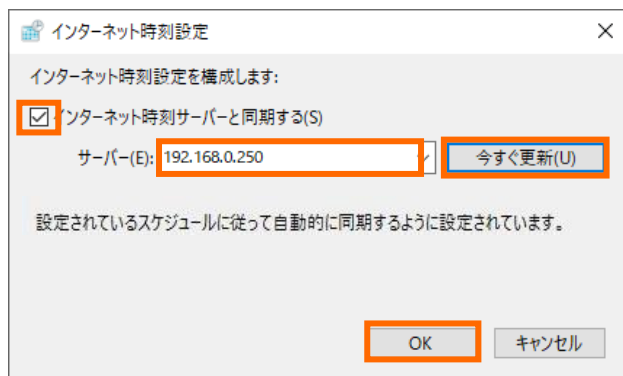 インターネット時刻設定
インターネット時刻設定を構成します:
インターネット時刻サーバーと同期する(S)
サーバー(E): 192.168.0.250 今すぐ更新(U)
設定されているスケジュールに従って自動的に同期するように設定されています。
OK キャンセル